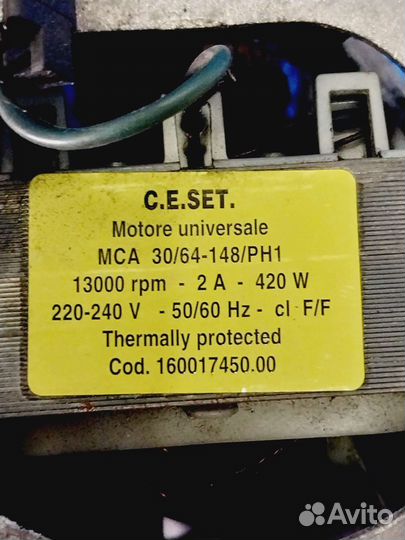 C.E.SET.
Motore universale
MCA 30/64-148/PH1
13000 rpm - 2 A - 420 W
220-240 V - 50/60 Hz - cl F/F
Thermally protected
Cod. 160017450.00
Avito